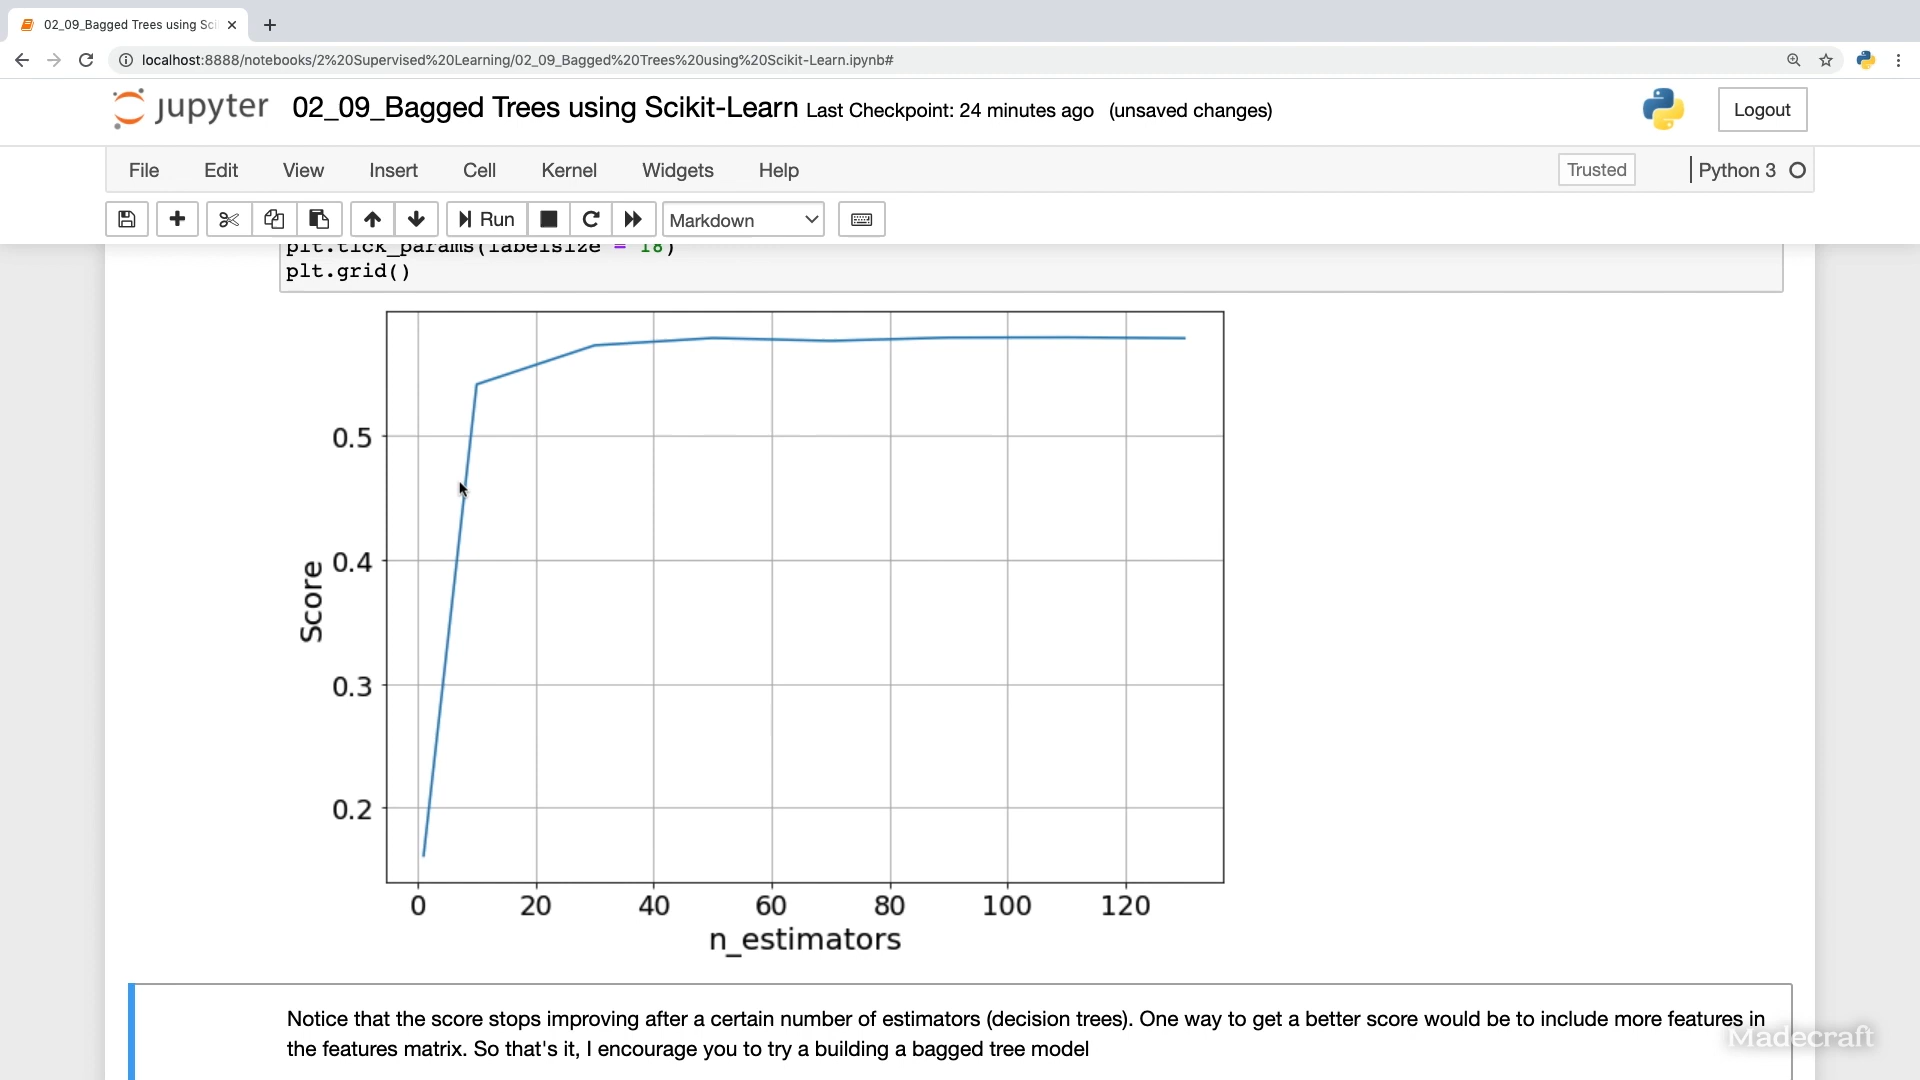 02_09_Bagged Trees using Sci
localhost:8888/notebooks/2%20Supervised%20Learning/02_09_Bagged%20Trees%20using%20Scikit-Learn.ipynb#
jupyter 02_09_Bagged Trees using Scikit-Learn Last Checkpoint: 24 minutes ago (unsaved changes)
Logout
File Edit View Insert Cell Kernel Widgets Help
Trusted
Python 3
Run
Markdown
plt.tick_params(labelsize = 18)
plt.grid()
0.5
0.4
0.3
0.2
Score
0 20 40 60 80 100 120
n_estimators
Notice that the score stops improving after a certain number of estimators (decision trees). One way to get a better score would be to include more features in
the features matrix. So that's it, I encourage you to try a building a bagged tree model
Madecraft